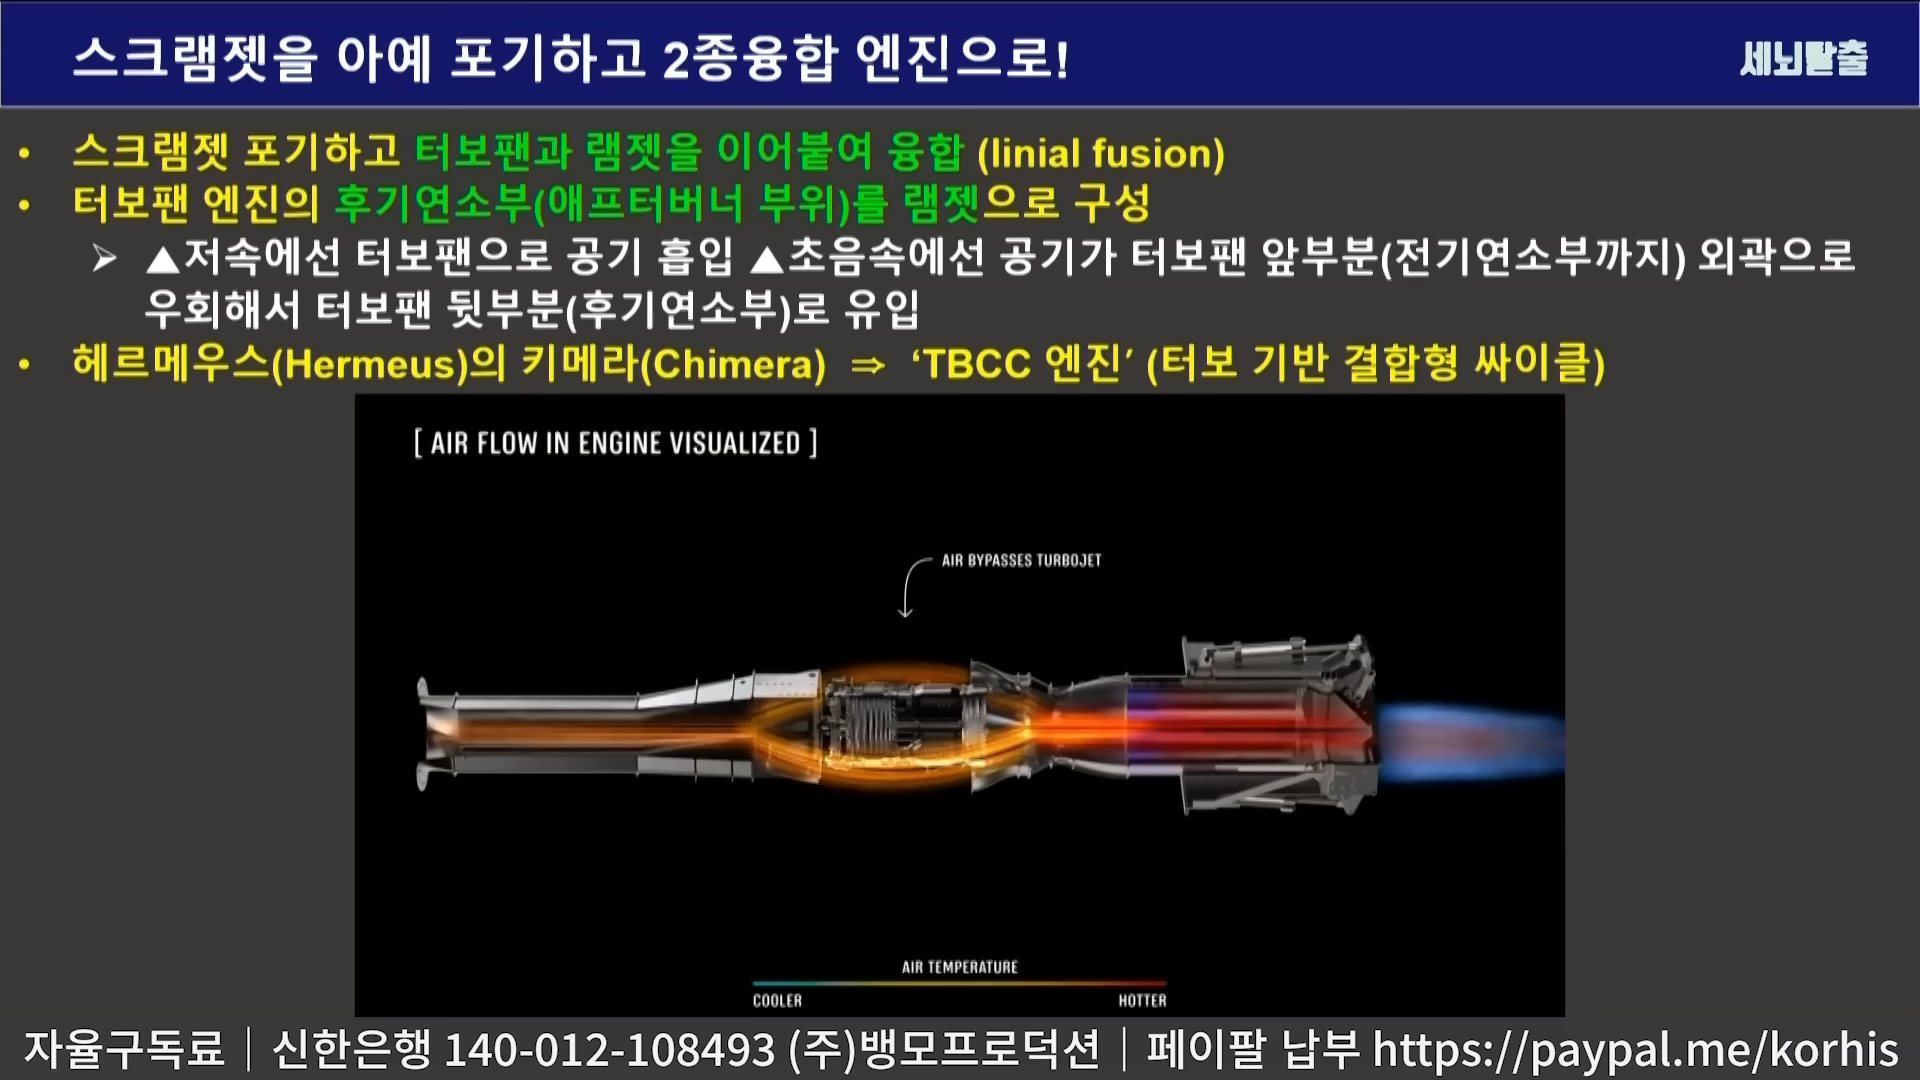 스크램젯을 아예 포기하고 2종융합 엔진으로!
세뇌탈출
• 스크램젯 포기하고 터보팬과 램젯을 이어붙여 융합 (linial fusion)
• 터보팬 엔진의 후기연소부(애프터버너 부위)를 램젯으로 구성
➢ ▲저속에선 터보팬으로 공기 흡입 ▲초음속에선 공기가 터보팬 앞부분(전기연소부까지) 외곽으로
우회해서 터보팬 뒷부분(후기연소부)로 유입
• 헤르메우스(Hermeus)의 키메라(Chimera) ⇒ ‘TBCC 엔진’ (터보 기반 결합형 싸이클)
[ AIR FLOW IN ENGINE VISUALIZED ]
AIR BYPASSES TURBOJET
AIR TEMPERATURE
COOLER HOTTER
자율구독료｜신한은행 140-012-108493 (주)뱅모프로덕션｜페이팔 납부 https://paypal.me/korhis